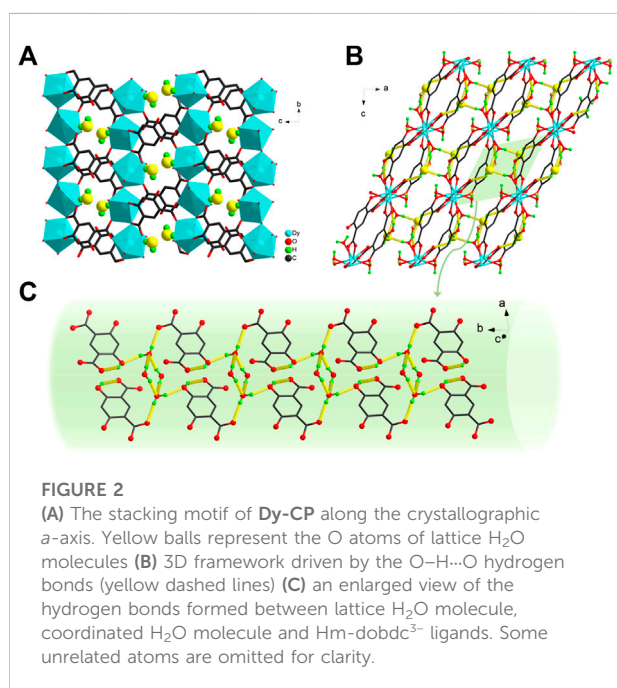 A
B
b
c
a
c
Dy
O
H
C
C
a
b
c
FIGURE 2
(A) The stacking motif of Dy-CP along the crystallographic
a-axis. Yellow balls represent the O atoms of lattice H₂O
molecules (B) 3D framework driven by the O–H···O hydrogen
bonds (yellow dashed lines) (C) an enlarged view of the
hydrogen bonds formed between lattice H₂O molecule,
coordinated H₂O molecule and Hm-dobdc³⁻ ligands. Some
unrelated atoms are omitted for clarity.